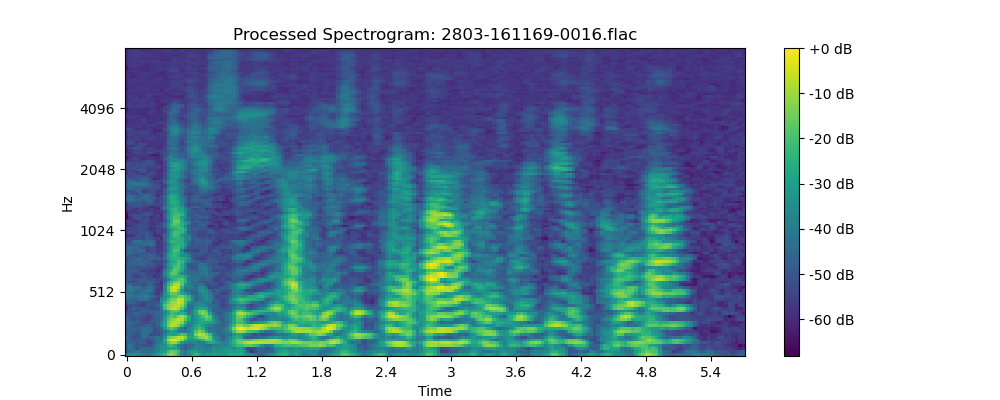 Processed Spectrogram: 2803-161169-0016.flac
Hz
4096
2048
1024
512
0
0 0.6 1.2 1.8 2.4 3 3.6 4.2 4.8 5.4
Time
+0 dB
-10 dB
-20 dB
-30 dB
-40 dB
-50 dB
-60 dB